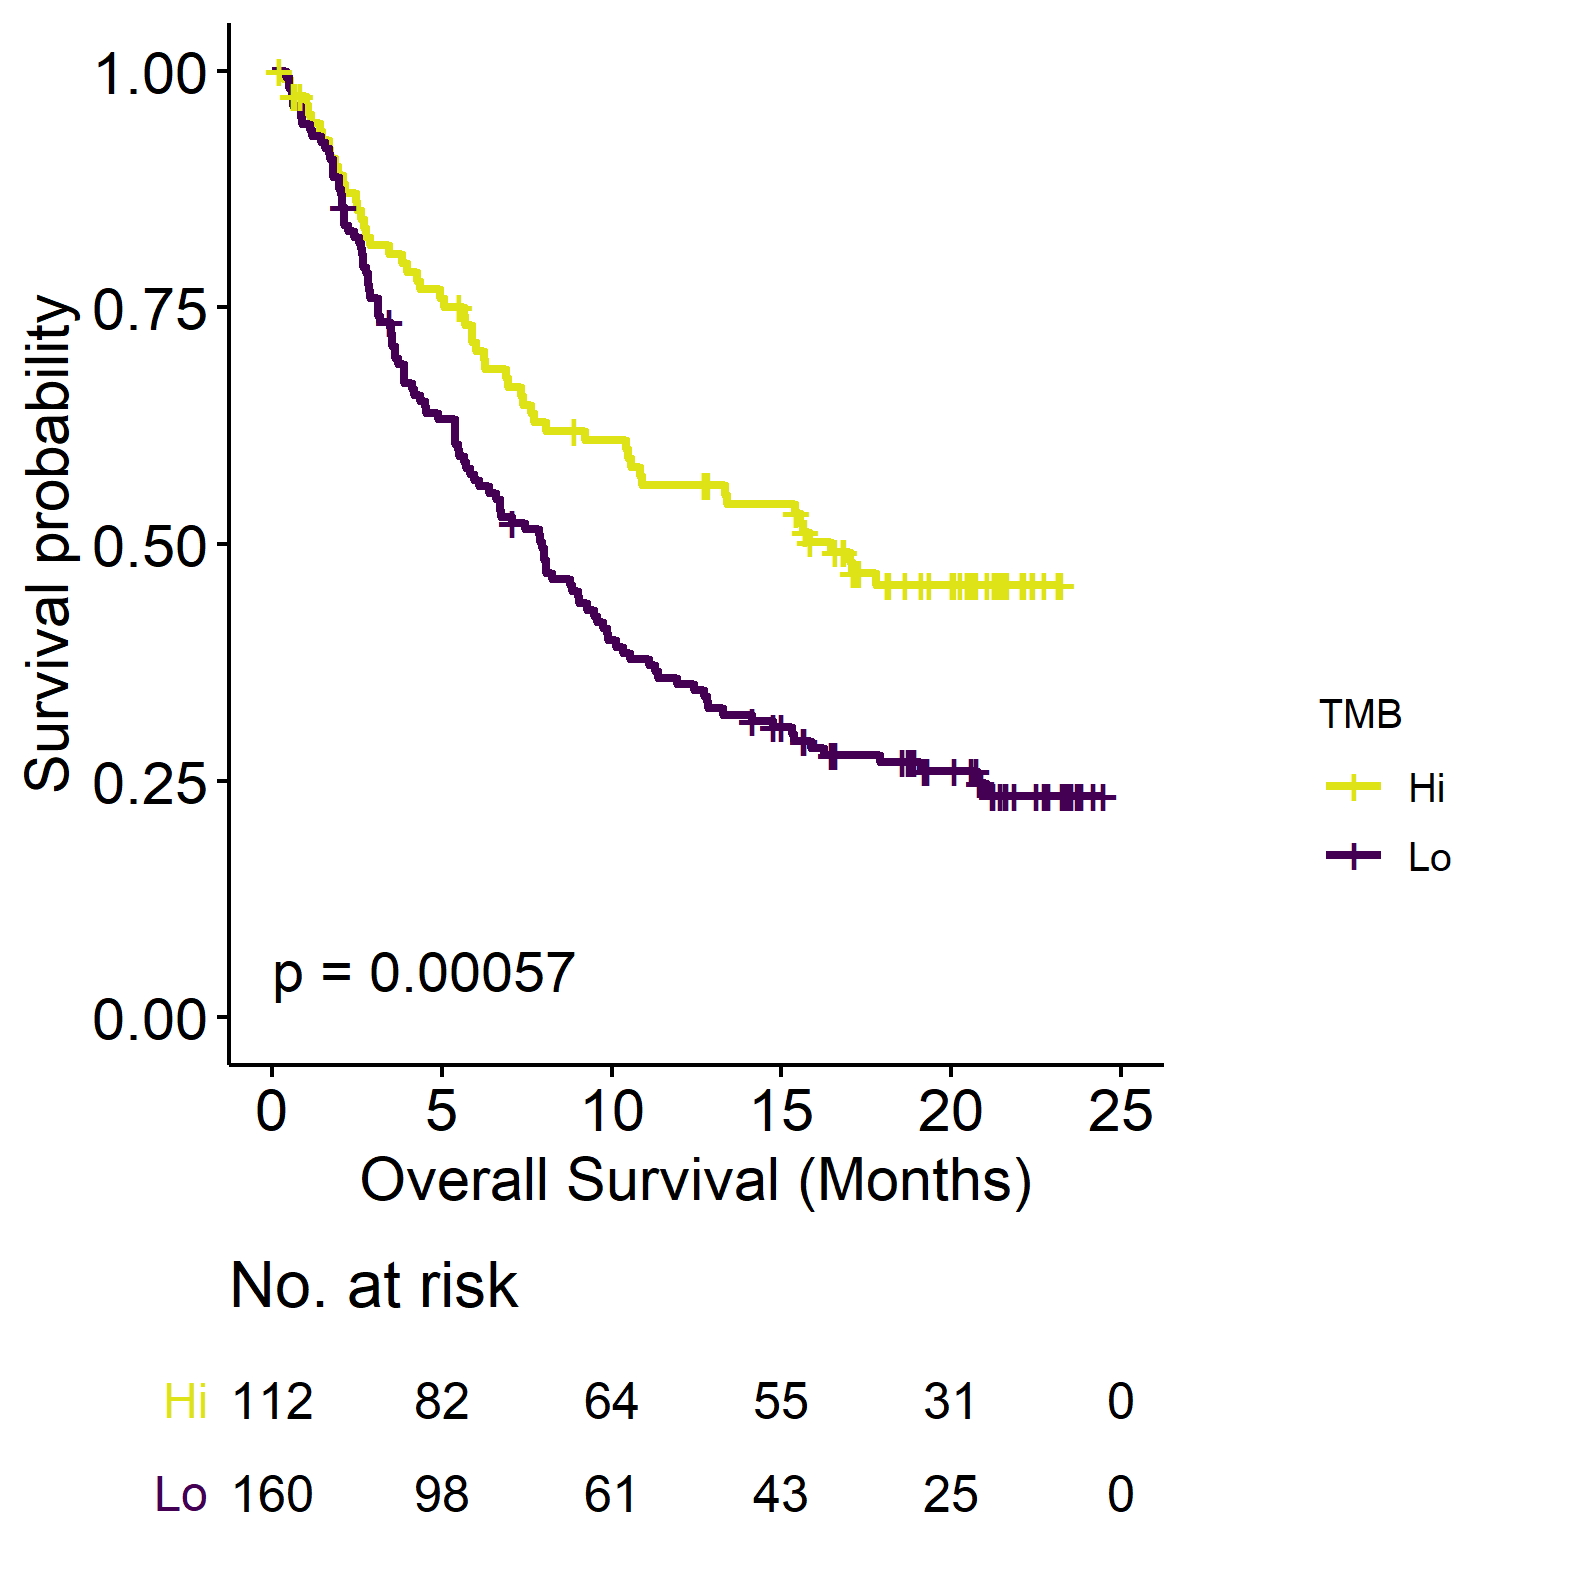 1.00
0.75
0.50
0.25
0.00
Survival probability
p = 0.00057
0 5 10 15 20 25
Overall Survival (Months)
TMB
Hi
Lo
No. at risk
Hi 112 82 64 55 31 0
Lo 160 98 61 43 25 0